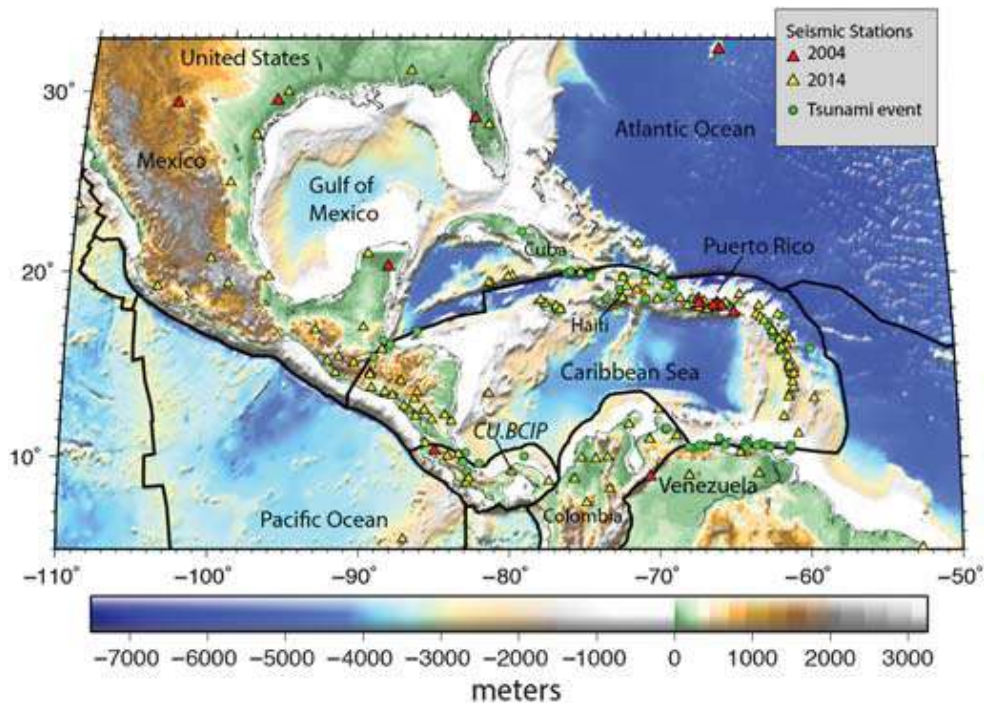 Seismic Stations
2004
2014
Tsunami event
United States
30°
Atlantic Ocean
Mexico
Gulf of
Mexico
Puerto Rico
Cuba
20°
Haiti
Caribbean Sea
CU.BCIP
10°
Venezuela
Pacific Ocean
Colombia
−110° −100° −90° −80° −70° −60° −50°
−7000 −6000 −5000 −4000 −3000 −2000 −1000 0 1000 2000 3000
meters